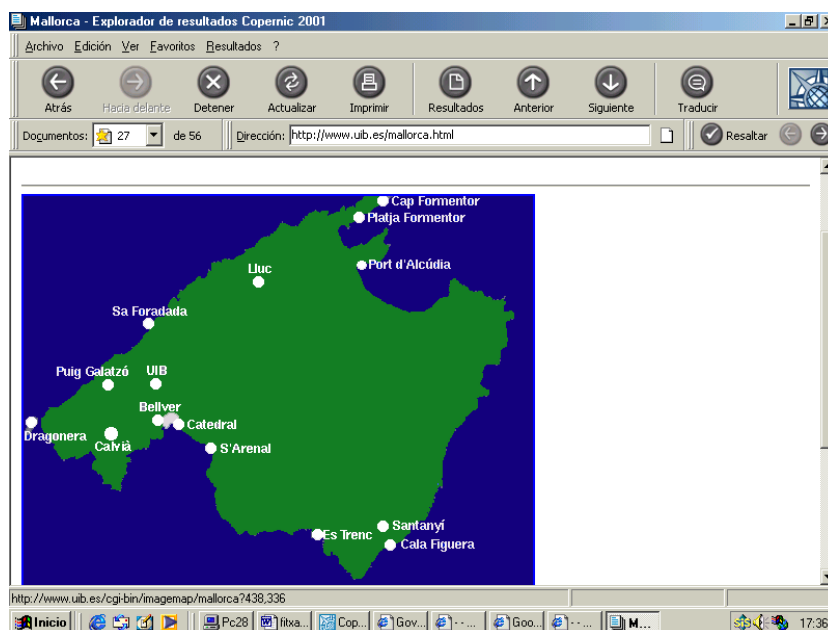 Mallorca - Explorador de resultados Copernic 2001
Archivo Edición Ver Favoritos Resultados ?
Atrás Hacia delante Detener Actualizar Imprimir Resultados Anterior Siguiente Traducir
Documentos: 27 de 56 Dirección: http://www.uib.es/mallorca.html Resaltar
Cap Formentor
Platja Formentor
Port d'Alcúdia
Lluc
Sa Foradada
Puig Galatzó UIB
Bellver
Catedral
Dragonera
Calvià
S'Arenal
Santanyí
Es Trenc
Cala Figuera
http://www.uib.es/cgi-bin/imagemap/mallorca?438,336
Inicio Pc28 fitxa... Cop... Gov... - -... Goo... - -... M... 17:36